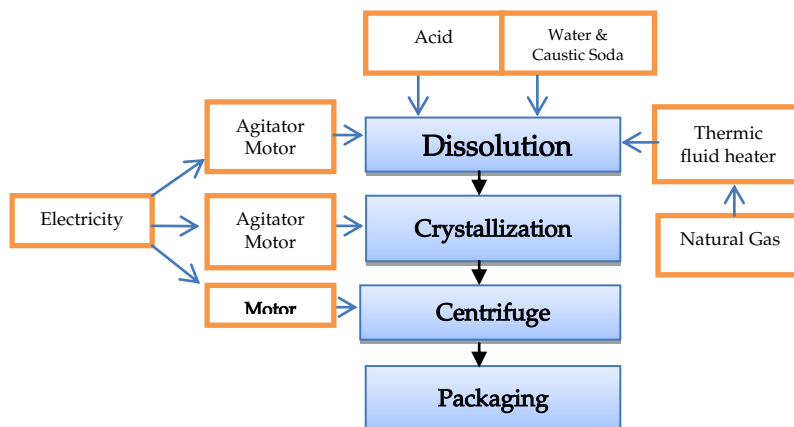 Acid
Water &
Caustic Soda
Agitator
Motor
Dissolution
Thermic
fluid heater
Electricity
Agitator
Motor
Crystallization
Natural Gas
Motor
Centrifuge
Packaging